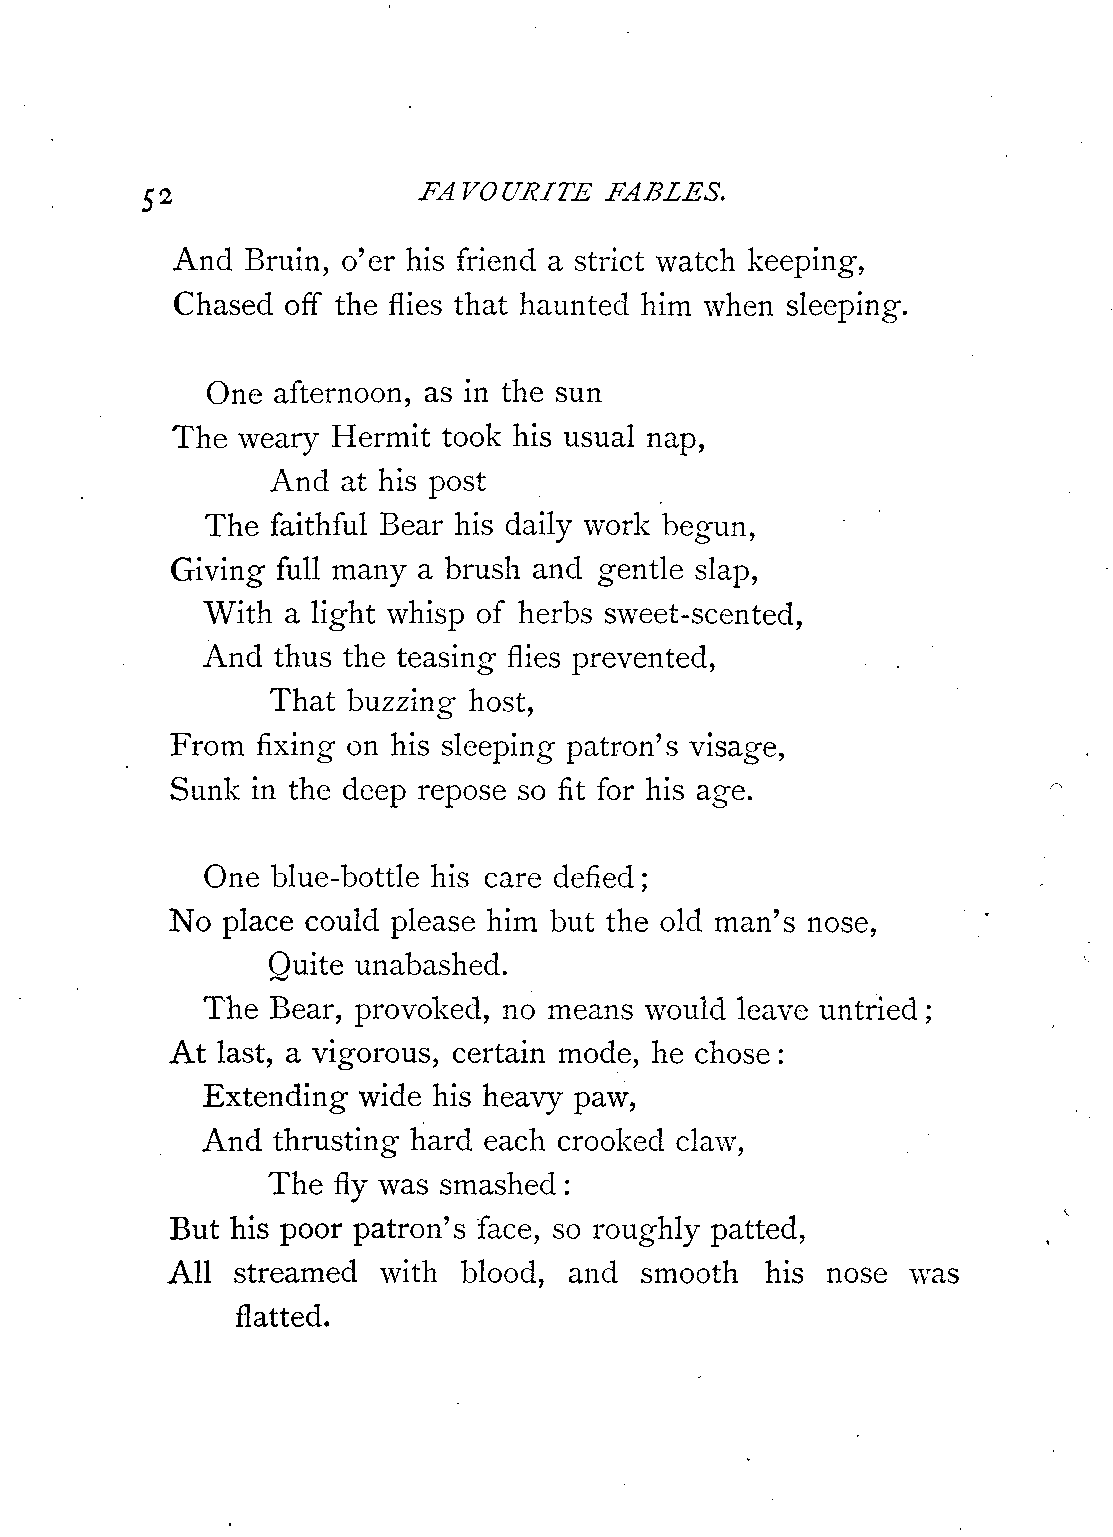 52 FAVOURITE FABLES.
And Bruin, o'er his friend a strict watch keeping,
Chased off the flies that haunted him when sleeping.
One afternoon, as in the sun
The weary Hermit took his usual nap,
And at his post
The faithful Bear his daily work begun,
Giving full many a brush and gentle slap,
With a light whisp of herbs sweet-scented,
And thus the teasing flies prevented,
That buzzing host,
From fixing on his sleeping patron's visage,
Sunk in the deep repose so fit for his age.
One blue-bottle his care defied;
No place could please him but the old man's nose,
Quite unabashed.
The Bear, provoked, no means would leave untried;
At last, a vigorous, certain mode, he chose:
Extending wide his heavy paw,
And thrusting hard each crooked claw,
The fly was smashed:
But his poor patron's face, so roughly patted,
All streamed with blood, and smooth his nose was
flatted.